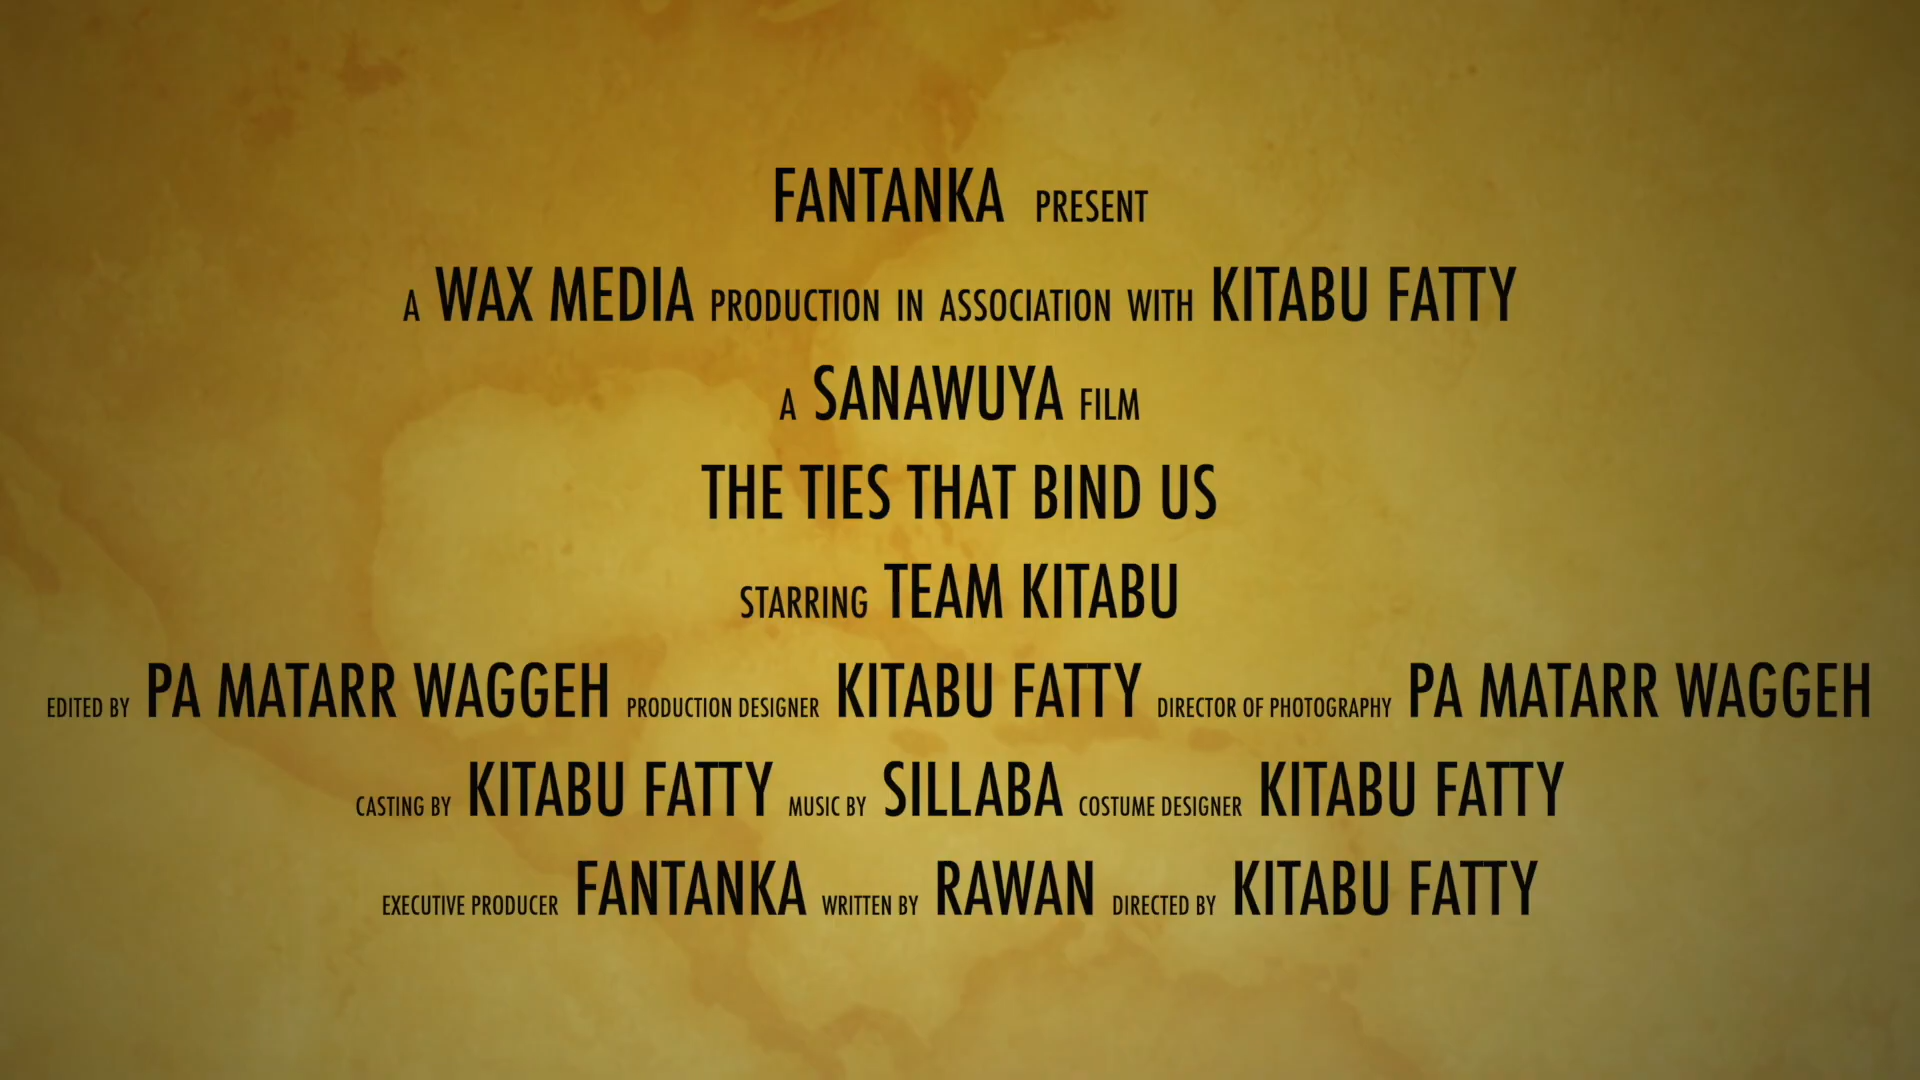 FANTANKA PRESENT
A WAX MEDIA PRODUCTION IN ASSOCIATION WITH KITABU FATTY
A SANAWUYA FILM
THE TIES THAT BIND US
STARRING TEAM KITABU
EDITED BY PA MATARR WAGGEH PRODUCTION DESIGNER KITABU FATTY DIRECTOR OF PHOTOGRAPHY PA MATARR WAGGEH
CASTING BY KITABU FATTY MUSIC BY SILLABA COSTUME DESIGNER KITABU FATTY
EXECUTIVE PRODUCER FANTANKA WRITTEN BY RAWAN DIRECTED BY KITABU FATTY